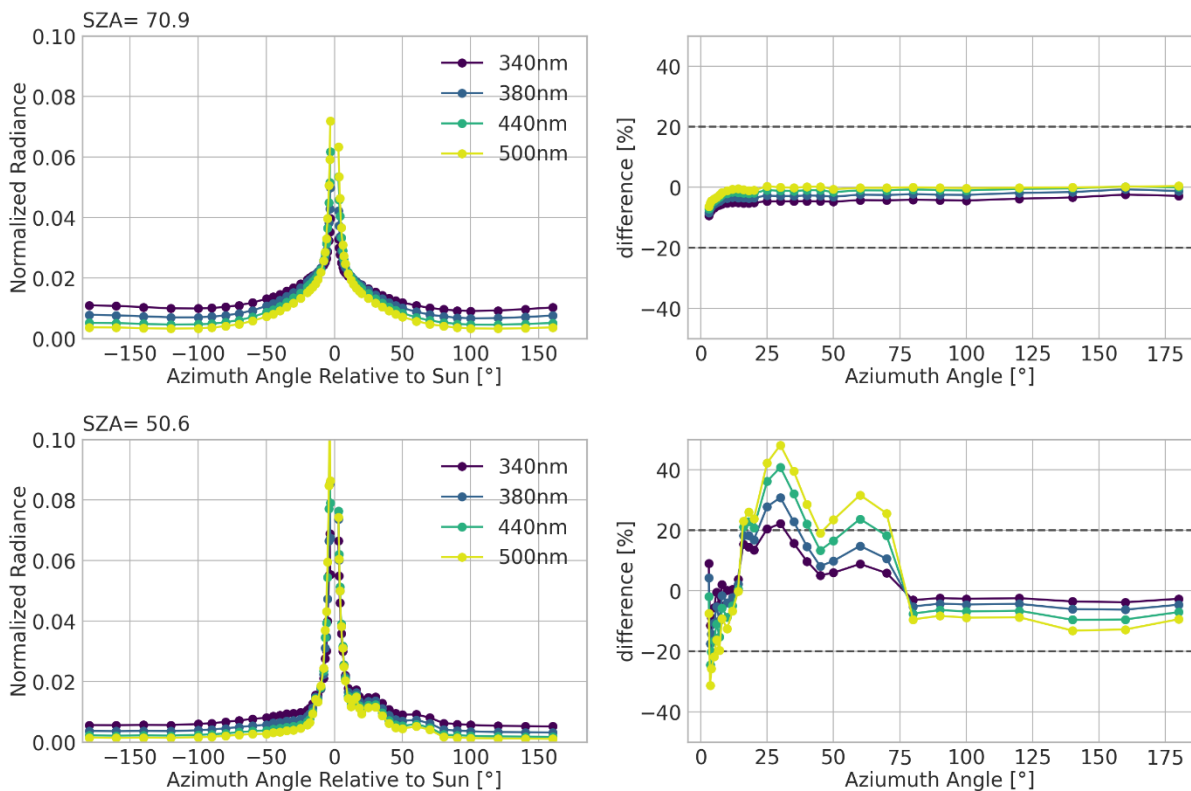 SZA= 70.9
Normalized Radiance
0.10
0.08
0.06
0.04
0.02
0.00
340nm
380nm
440nm
500nm
−150 −100 −50 0 50 100 150
Azimuth Angle Relative to Sun [°]
difference [%]
40
20
0
−20
−40
0 25 50 75 100 125 150 175
Aziumuth Angle [°]
SZA= 50.6
Normalized Radiance
0.10
0.08
0.06
0.04
0.02
0.00
340nm
380nm
440nm
500nm
−150 −100 −50 0 50 100 150
Azimuth Angle Relative to Sun [°]
difference [%]
40
20
0
−20
−40
0 25 50 75 100 125 150 175
Aziumuth Angle [°]